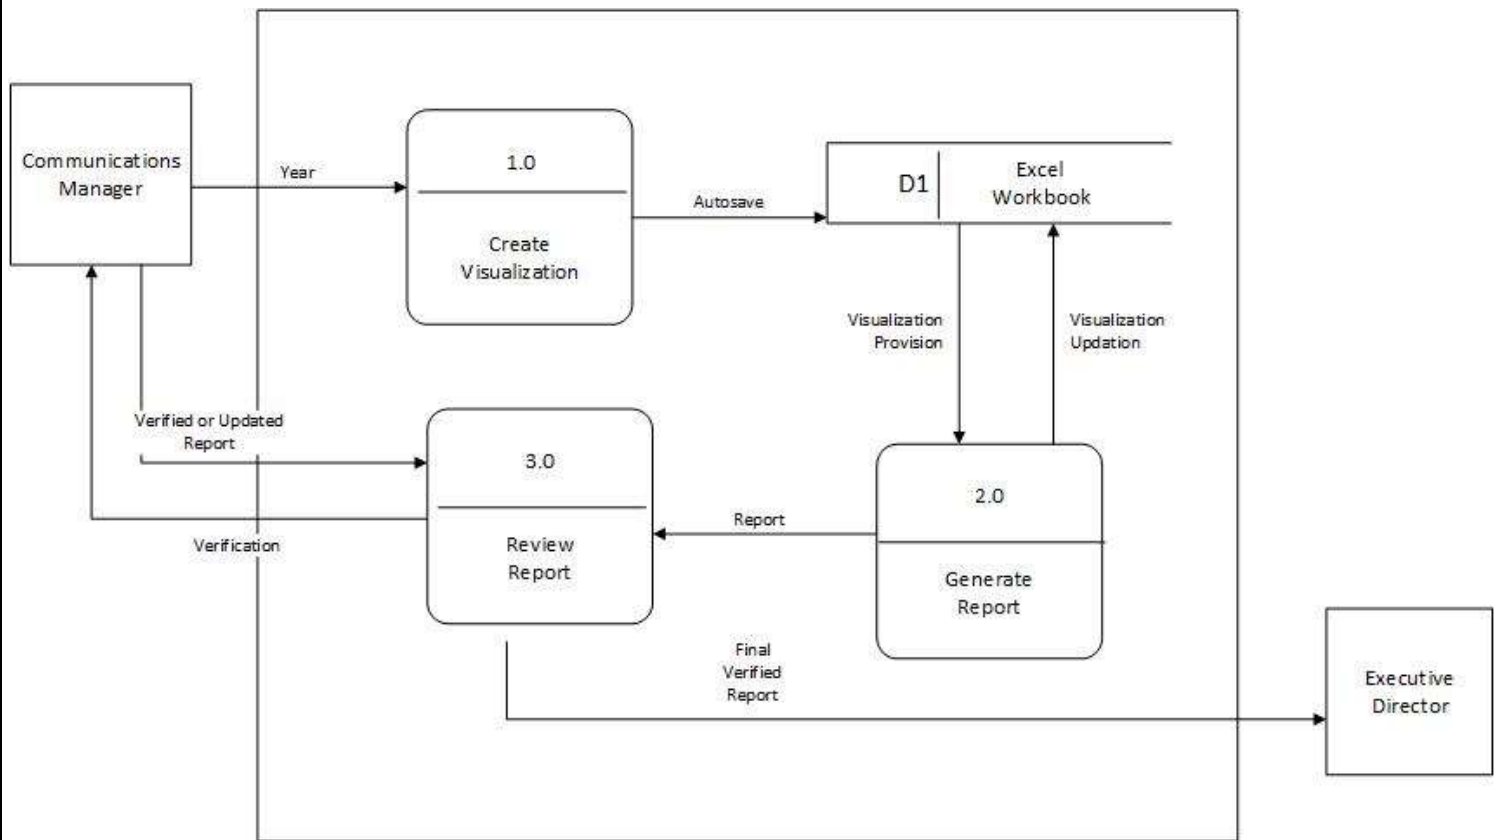 Communications
Manager
Year
1.0
Create
Visualization
Autosave
D1
Excel
Workbook
Visualization
Provision
Visualization
Updation
Verified or Updated
Report
Verification
3.0
Review
Report
Report
2.0
Generate
Report
Final
Verified
Report
Executive
Director